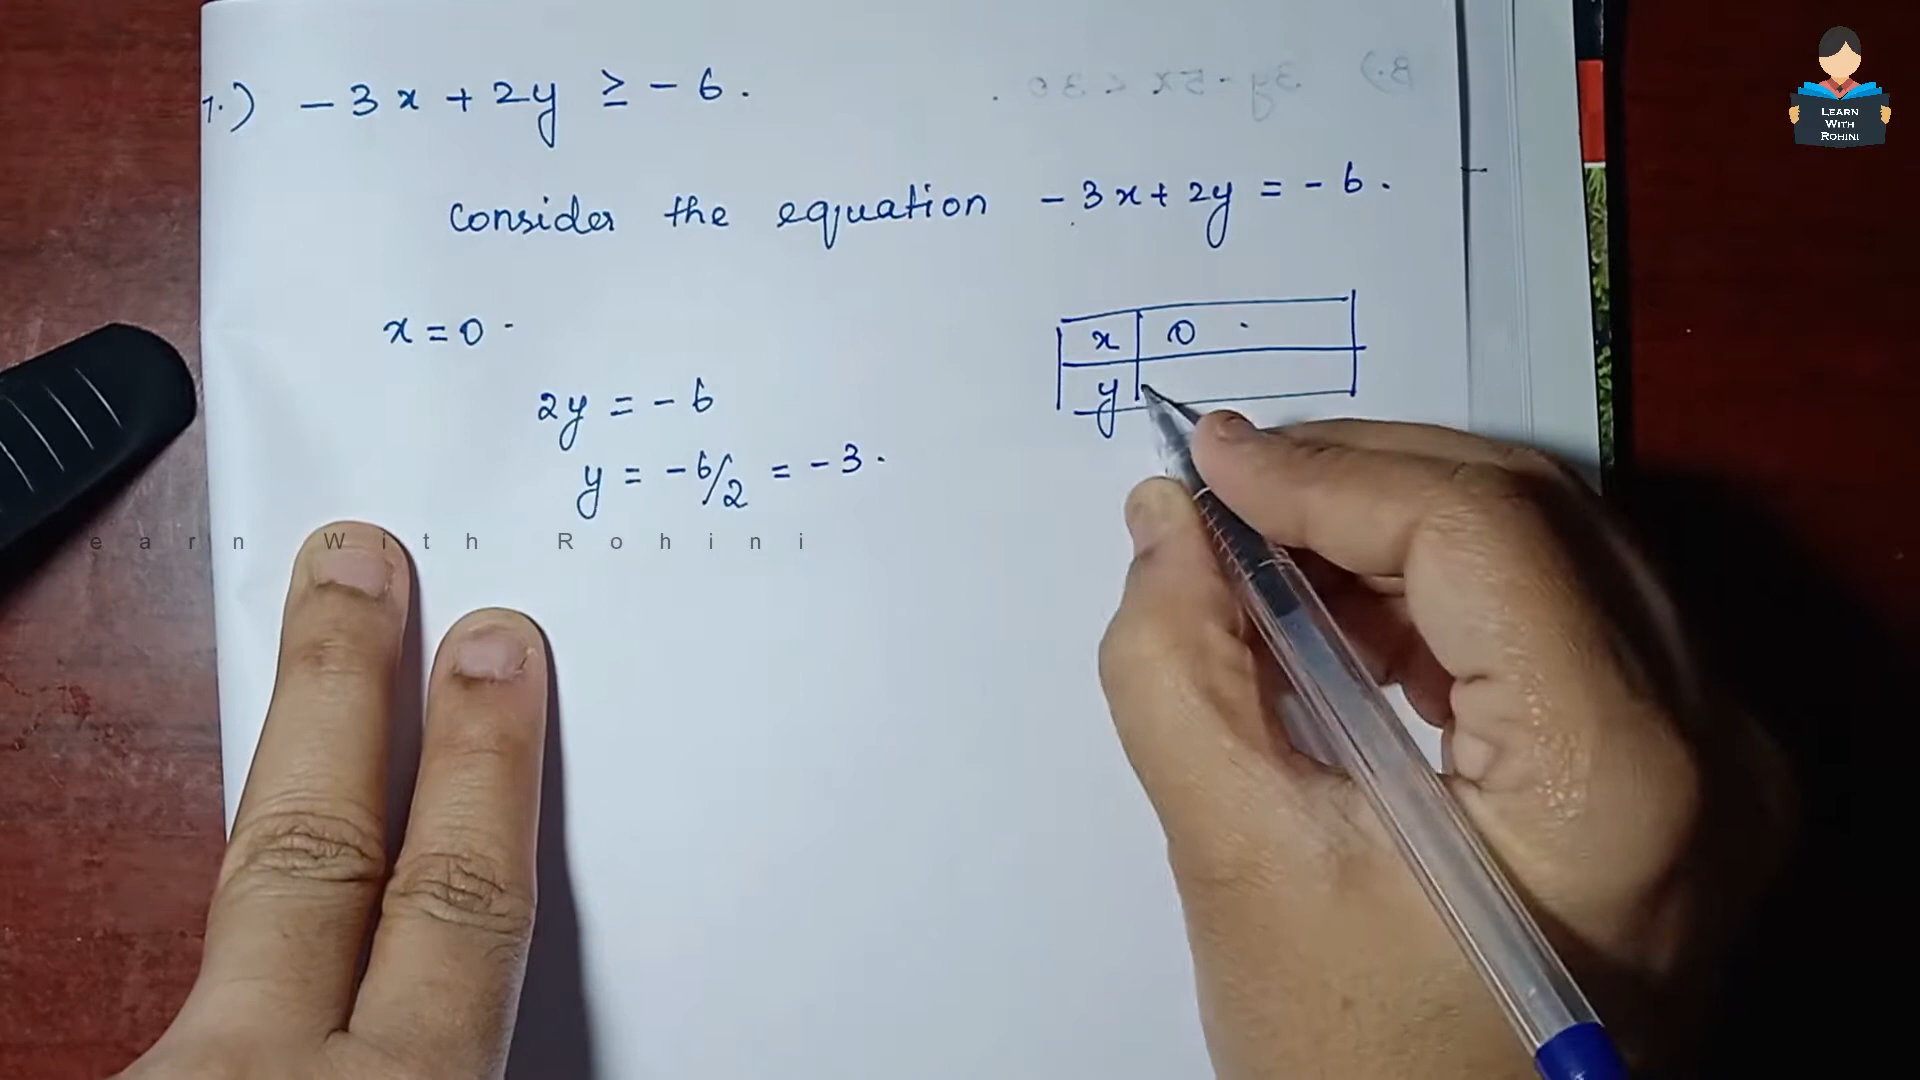 7.) -3x + 2y ≥ -6.
Consider the equation -3x + 2y = -6.
x = 0.
2y = -6
y = -6/2 = -3.
x 0
y
LEARN
WITH
ROHINI
earn With Rohini